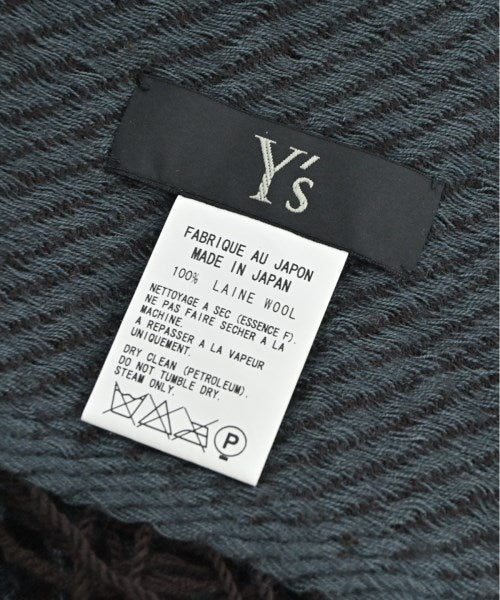 Y's
FABRIQUE AU JAPON
MADE IN JAPAN
100% LAINE WOOL
NETTOYAGE A SEC (ESSENCE F).
NE PAS FAIRE SECHER A LA
MACHINE.
A REPASSER A LA VAPEUR
UNIQUEMENT.
DRY CLEAN (PETROLEUM).
DO NOT TUMBLE DRY.
STEAM ONLY.
P